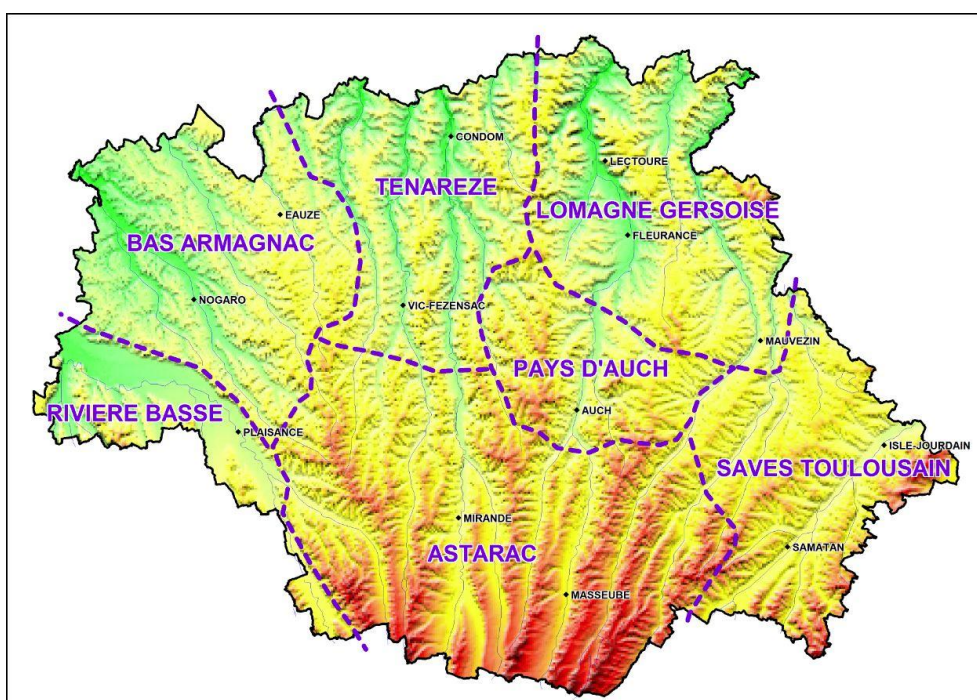 CONDOM
LECTOURE
TENAREZE
LOMAGNE GERSOISE
EAUZE
FLEURANCE
BAS ARMAGNAC
NOGARO
VIC-FEZENSAC
MAUVEZIN
PAYS D'AUCH
RIVIERE BASSE
AUCH
PLAISANCE
ISLE-JOURDAIN
SAVES TOULOUSAIN
MIRANDE
SAMATAN
ASTARAC
MASSEUBE